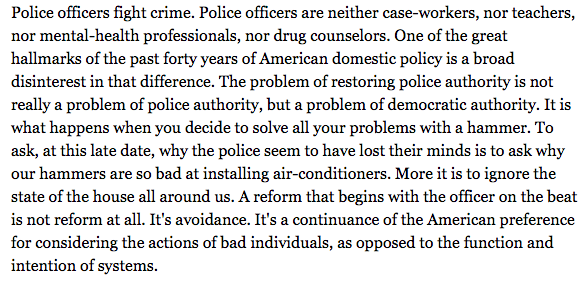 Police officers fight crime. Police officers are neither case-workers, nor teachers,
nor mental-health professionals, nor drug counselors. One of the great
hallmarks of the past forty years of American domestic policy is a broad
disinterest in that difference. The problem of restoring police authority is not
really a problem of police authority, but a problem of democratic authority. It is
what happens when you decide to solve all your problems with a hammer. To
ask, at this late date, why the police seem to have lost their minds is to ask why
our hammers are so bad at installing air-conditioners. More it is to ignore the
state of the house all around us. A reform that begins with the officer on the beat
is not reform at all. It's avoidance. It's a continuance of the American preference
for considering the actions of bad individuals, as opposed to the function and
intention of systems.